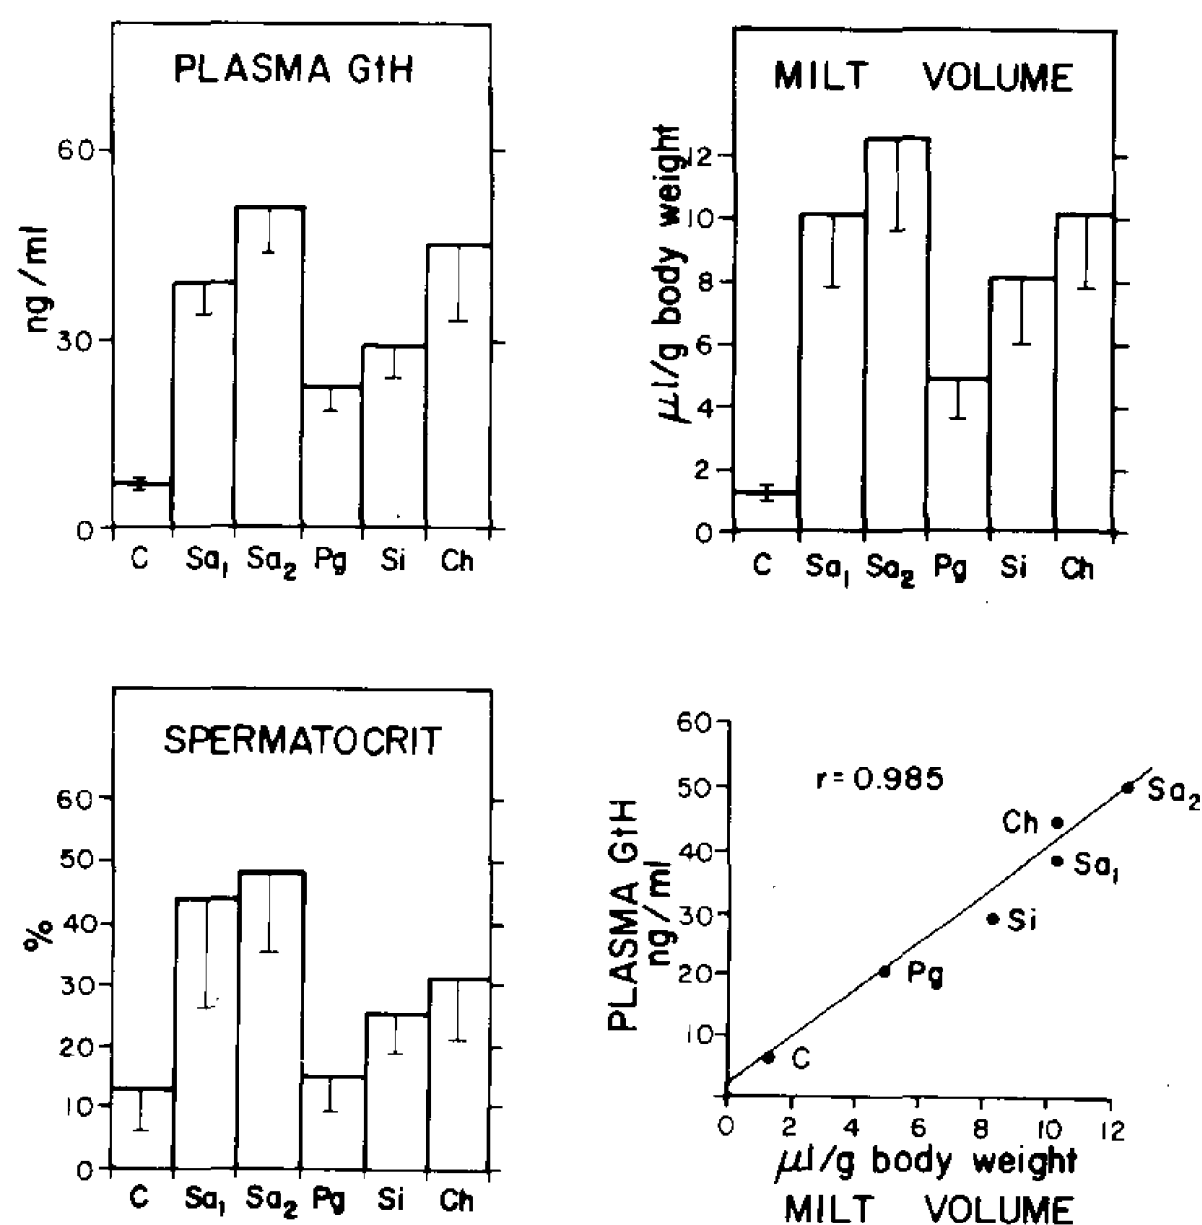 PLASMA GtH
60
30
0
ng/ml
C Sa1 Sa2 Pg Si Ch
MILT VOLUME
12
10
8
6
4
2
0
µl/g body weight
C Sa1 Sa2 Pg Si Ch
SPERMATOCRIT
60
50
40
30
20
10
0
%
C Sa1 Sa2 Pg Si Ch
r = 0.985
60
50
40
30
20
10
PLASMA GtH
ng/ml
Sa2
Ch
Sa1
Si
Pg
C
0 2 4 6 8 10 12
µl/g body weight
MILT VOLUME